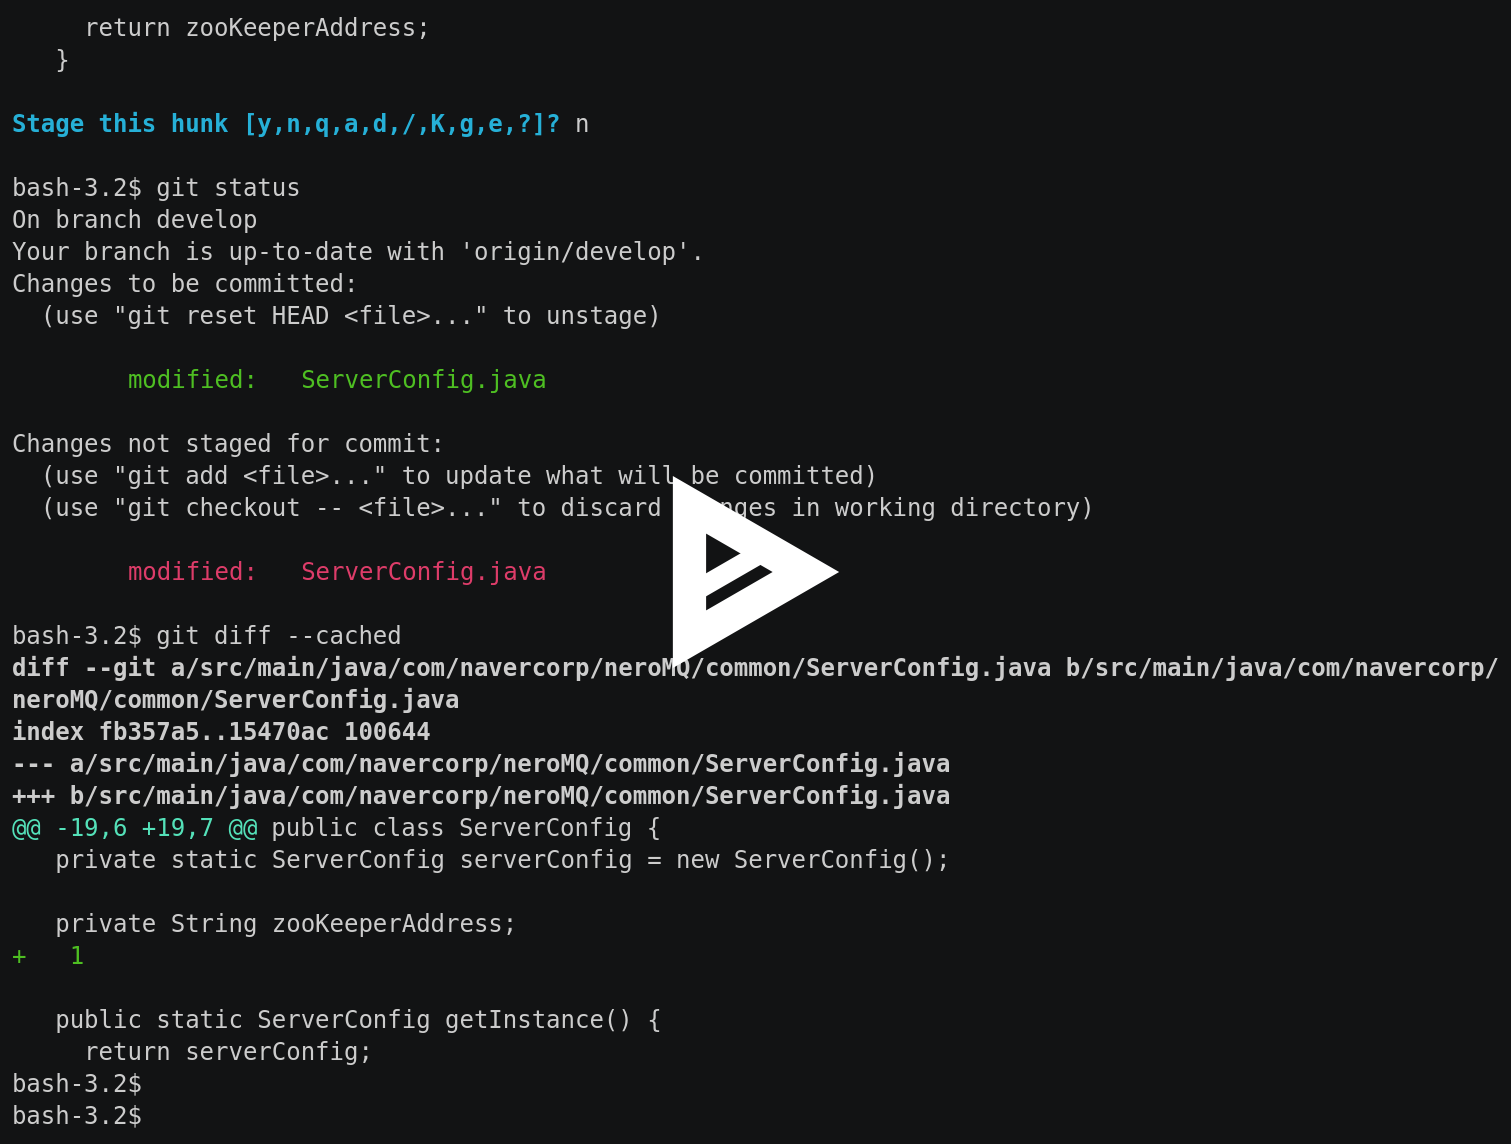 return zooKeeperAddress;
}
Stage this hunk [y,n,q,a,d,/,K,g,e,?]? n
bash-3.2$ git status
On branch develop
Your branch is up-to-date with 'origin/develop'.
Changes to be committed:
(use "git reset HEAD <file>..." to unstage)
modified:   ServerConfig.java
Changes not staged for commit:
(use "git add <file>..." to update what will be committed)
(use "git checkout -- <file>..." to discard changes in working directory)
modified:   ServerConfig.java
bash-3.2$ git diff --cached
diff --git a/src/main/java/com/navercorp/neroMQ/common/ServerConfig.java b/src/main/java/com/navercorp/
neroMQ/common/ServerConfig.java
index fb357a5..15470ac 100644
--- a/src/main/java/com/navercorp/neroMQ/common/ServerConfig.java
+++ b/src/main/java/com/navercorp/neroMQ/common/ServerConfig.java
@@ -19,6 +19,7 @@ public class ServerConfig {
private static ServerConfig serverConfig = new ServerConfig();
private String zooKeeperAddress;
+   1
public static ServerConfig getInstance() {
return serverConfig;
bash-3.2$
bash-3.2$